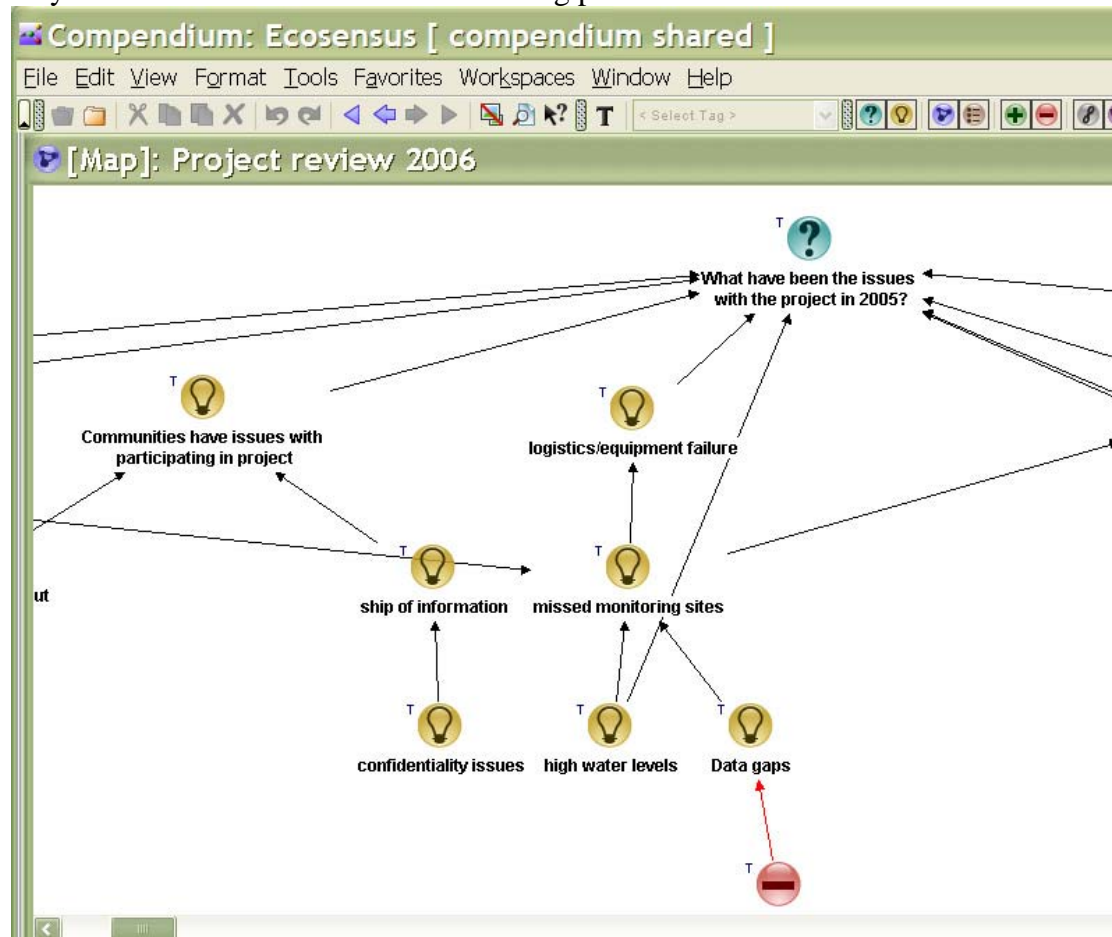 Compendium: Ecosensus [ compendium shared ]
File Edit View Format Tools Favorites Workspaces Window Help
T < Select Tag >
[Map]: Project review 2006
T
What have been the issues
with the project in 2005?
T
Communities have issues with
participating in project
T
logistics/equipment failure
T
ship of information
T
missed monitoring sites
ut
T
confidentiality issues
T
high water levels
T
Data gaps
T